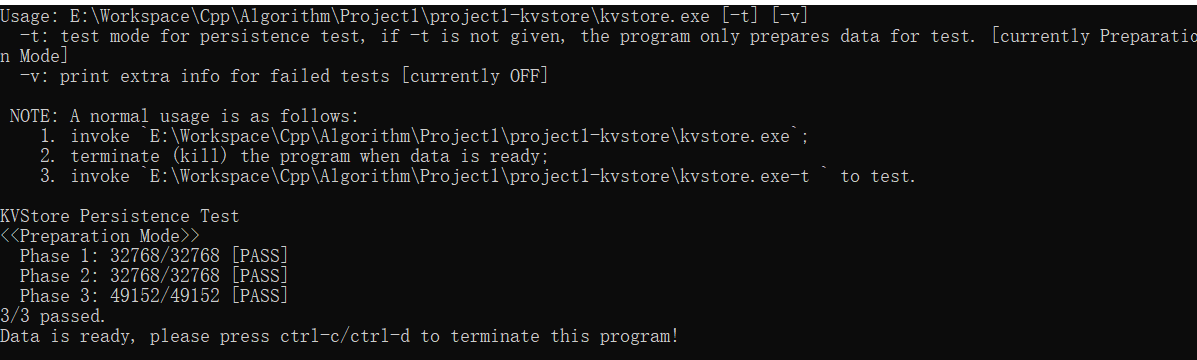 Usage: E:\Workspace\Cpp\Algorithm\Project1\project1-kvstore\kvstore.exe [-t] [-v]
  -t: test mode for persistence test, if -t is not given, the program only prepares data for test. [currently Preparatio
n Mode]
  -v: print extra info for failed tests [currently OFF]

 NOTE: A normal usage is as follows:
    1. invoke `E:\Workspace\Cpp\Algorithm\Project1\project1-kvstore\kvstore.exe`;
    2. terminate (kill) the program when data is ready;
    3. invoke `E:\Workspace\Cpp\Algorithm\Project1\project1-kvstore\kvstore.exe-t ` to test.

KVStore Persistence Test
<<Preparation Mode>>
  Phase 1: 32768/32768 [PASS]
  Phase 2: 32768/32768 [PASS]
  Phase 3: 49152/49152 [PASS]
3/3 passed.
Data is ready, please press ctrl-c/ctrl-d to terminate this program!